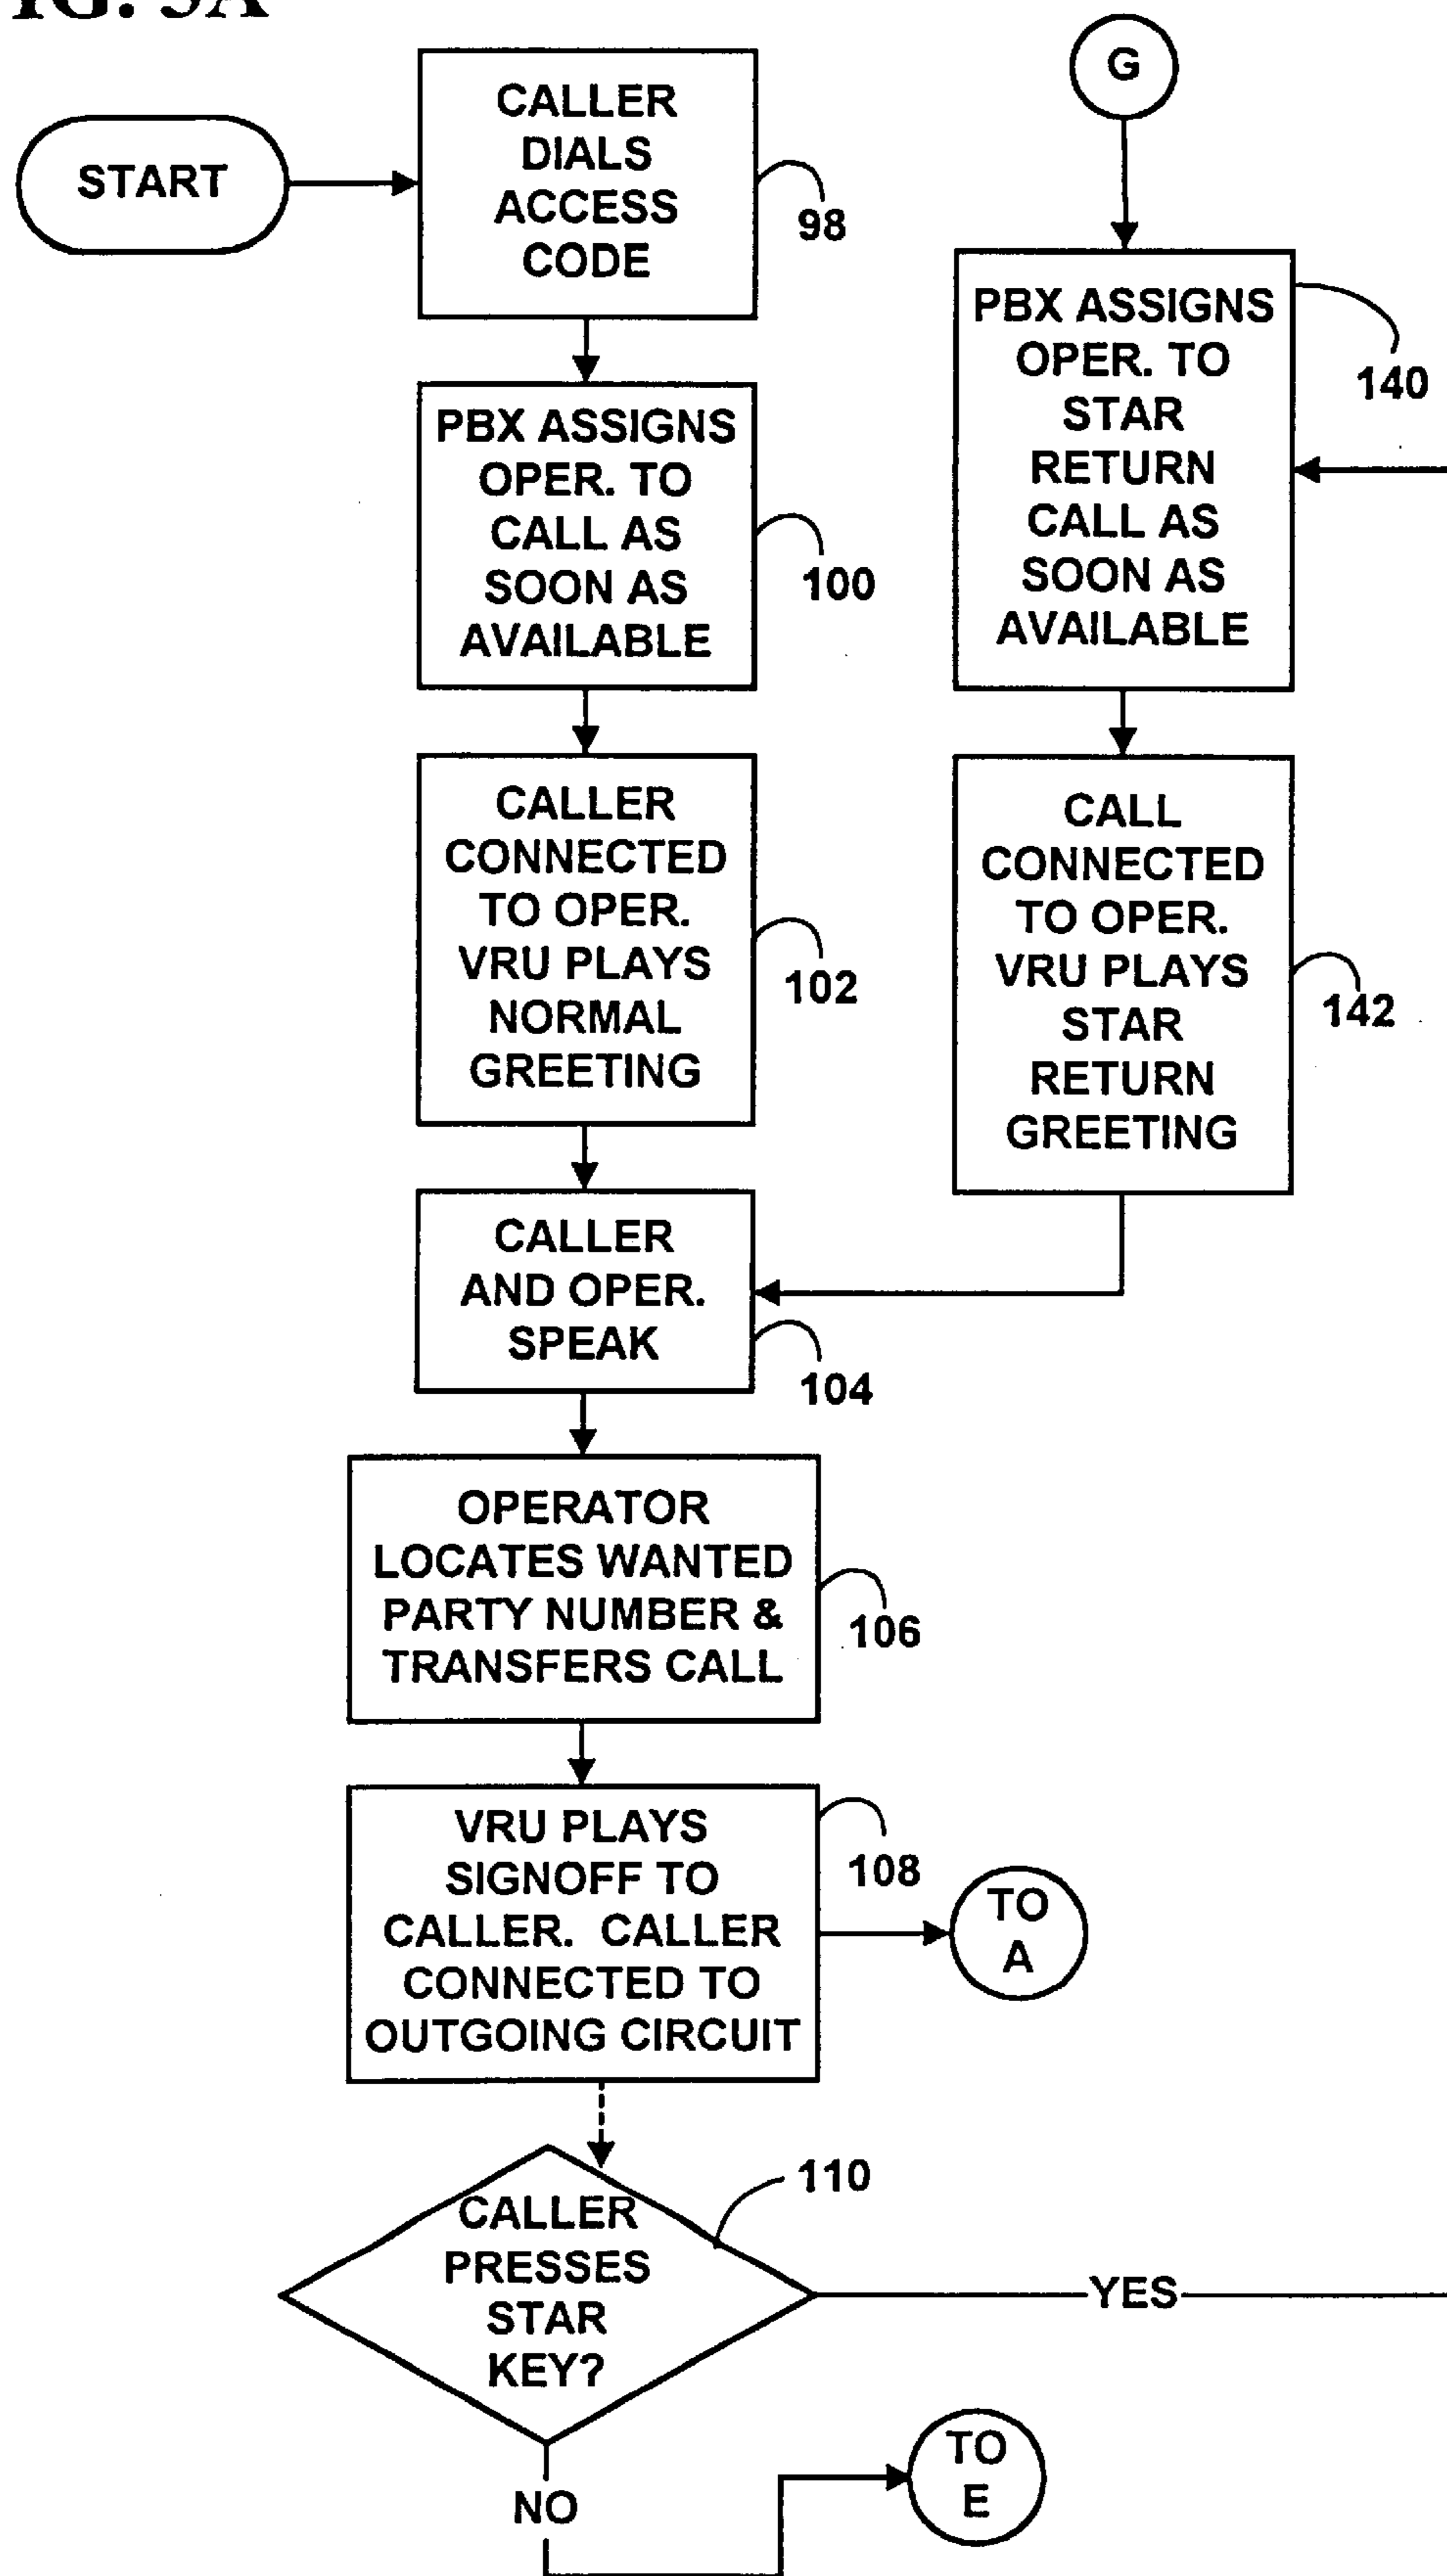 IG. 5A
START
CALLER
DIALS
ACCESS
CODE
98
PBX ASSIGNS
OPER. TO
CALL AS
SOON AS
AVAILABLE
100
CALLER
CONNECTED
TO OPER.
VRU PLAYS
NORMAL
GREETING
102
CALLER
AND OPER.
SPEAK
104
OPERATOR
LOCATES WANTED
PARTY NUMBER &
TRANSFERS CALL
106
VRU PLAYS
SIGNOFF TO
CALLER. CALLER
CONNECTED TO
OUTGOING CIRCUIT
108
TO
A
CALLER
PRESSES
STAR
KEY?
110
YES
NO
TO
E
G
PBX ASSIGNS
OPER. TO
STAR
RETURN
CALL AS
SOON AS
AVAILABLE
140
CALL
CONNECTED
TO OPER.
VRU PLAYS
STAR
RETURN
GREETING
142